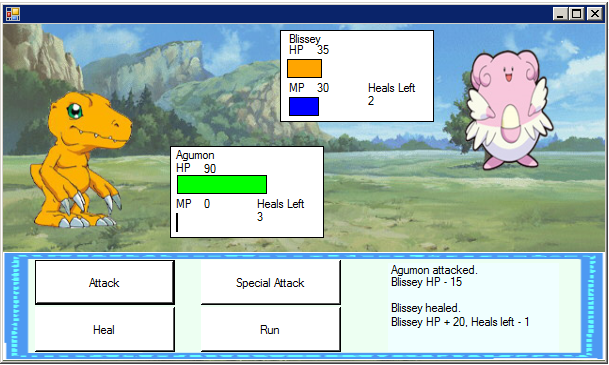 Blissey
HP 35
MP 30 Heals Left
2
Agumon
HP 90
MP 0 Heals Left
3
Attack
Special Attack
Heal
Run
Agumon attacked.
Blissey HP - 15
Blissey healed.
Blissey HP + 20, Heals left - 1